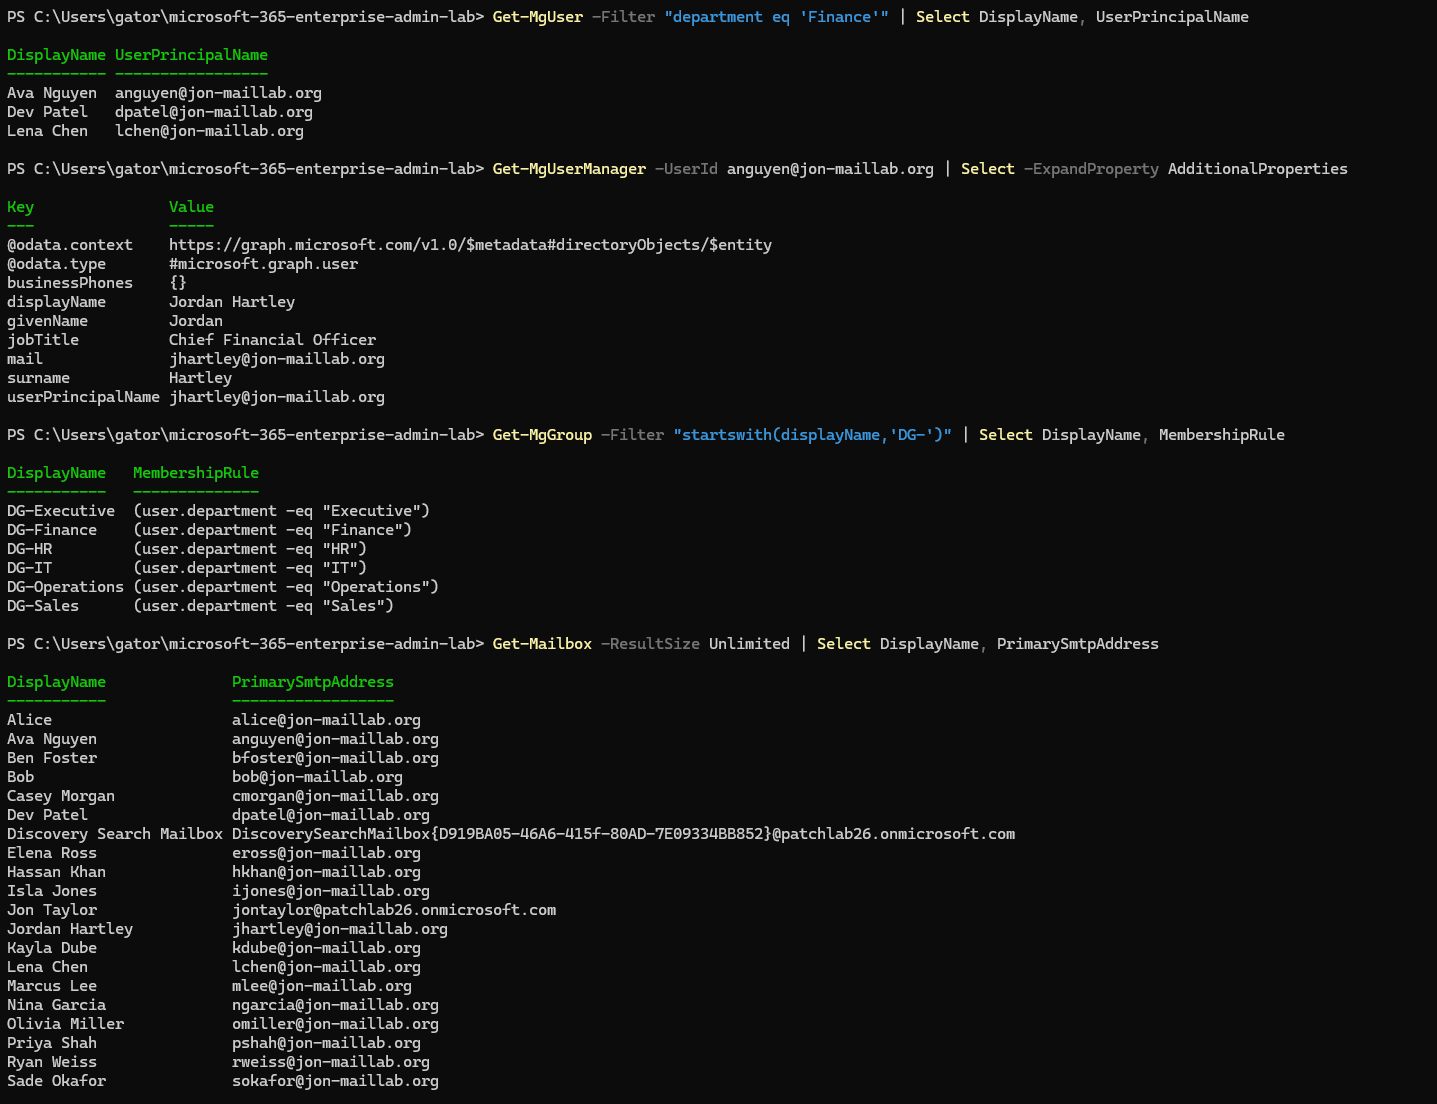 PS C:\Users\gator\microsoft-365-enterprise-admin-lab> Get-MgUser -Filter "department eq 'Finance'" | Select DisplayName, UserPrincipalName
DisplayName UserPrincipalName
----------- -----------------
Ava Nguyen  anguyen@jon-maillab.org
Dev Patel   dpatel@jon-maillab.org
Lena Chen   lchen@jon-maillab.org
PS C:\Users\gator\microsoft-365-enterprise-admin-lab> Get-MgUserManager -UserId anguyen@jon-maillab.org | Select -ExpandProperty AdditionalProperties
Key               Value
---               -----
@odata.context    https://graph.microsoft.com/v1.0/$metadata#directoryObjects/$entity
@odata.type       #microsoft.graph.user
businessPhones    {}
displayName       Jordan Hartley
givenName         Jordan
jobTitle          Chief Financial Officer
mail              jhartley@jon-maillab.org
surname           Hartley
userPrincipalName jhartley@jon-maillab.org
PS C:\Users\gator\microsoft-365-enterprise-admin-lab> Get-MgGroup -Filter "startswith(displayName,'DG-')" | Select DisplayName, MembershipRule
DisplayName   MembershipRule
-----------   --------------
DG-Executive  (user.department -eq "Executive")
DG-Finance    (user.department -eq "Finance")
DG-HR         (user.department -eq "HR")
DG-IT         (user.department -eq "IT")
DG-Operations (user.department -eq "Operations")
DG-Sales      (user.department -eq "Sales")
PS C:\Users\gator\microsoft-365-enterprise-admin-lab> Get-Mailbox -ResultSize Unlimited | Select DisplayName, PrimarySmtpAddress
DisplayName              PrimarySmtpAddress
-----------              ------------------
Alice                    alice@jon-maillab.org
Ava Nguyen               anguyen@jon-maillab.org
Ben Foster               bfoster@jon-maillab.org
Bob                      bob@jon-maillab.org
Casey Morgan             cmorgan@jon-maillab.org
Dev Patel                dpatel@jon-maillab.org
Discovery Search Mailbox DiscoverySearchMailbox{D919BA05-46A6-415f-80AD-7E09334BB852}@patchlab26.onmicrosoft.com
Elena Ross               eross@jon-maillab.org
Hassan Khan              hkhan@jon-maillab.org
Isla Jones               ijones@jon-maillab.org
Jon Taylor               jontaylor@patchlab26.onmicrosoft.com
Jordan Hartley           jhartley@jon-maillab.org
Kayla Dube               kdube@jon-maillab.org
Lena Chen                lchen@jon-maillab.org
Marcus Lee               mlee@jon-maillab.org
Nina Garcia              ngarcia@jon-maillab.org
Olivia Miller            omiller@jon-maillab.org
Priya Shah               pshah@jon-maillab.org
Ryan Weiss               rweiss@jon-maillab.org
Sade Okafor              sokafor@jon-maillab.org